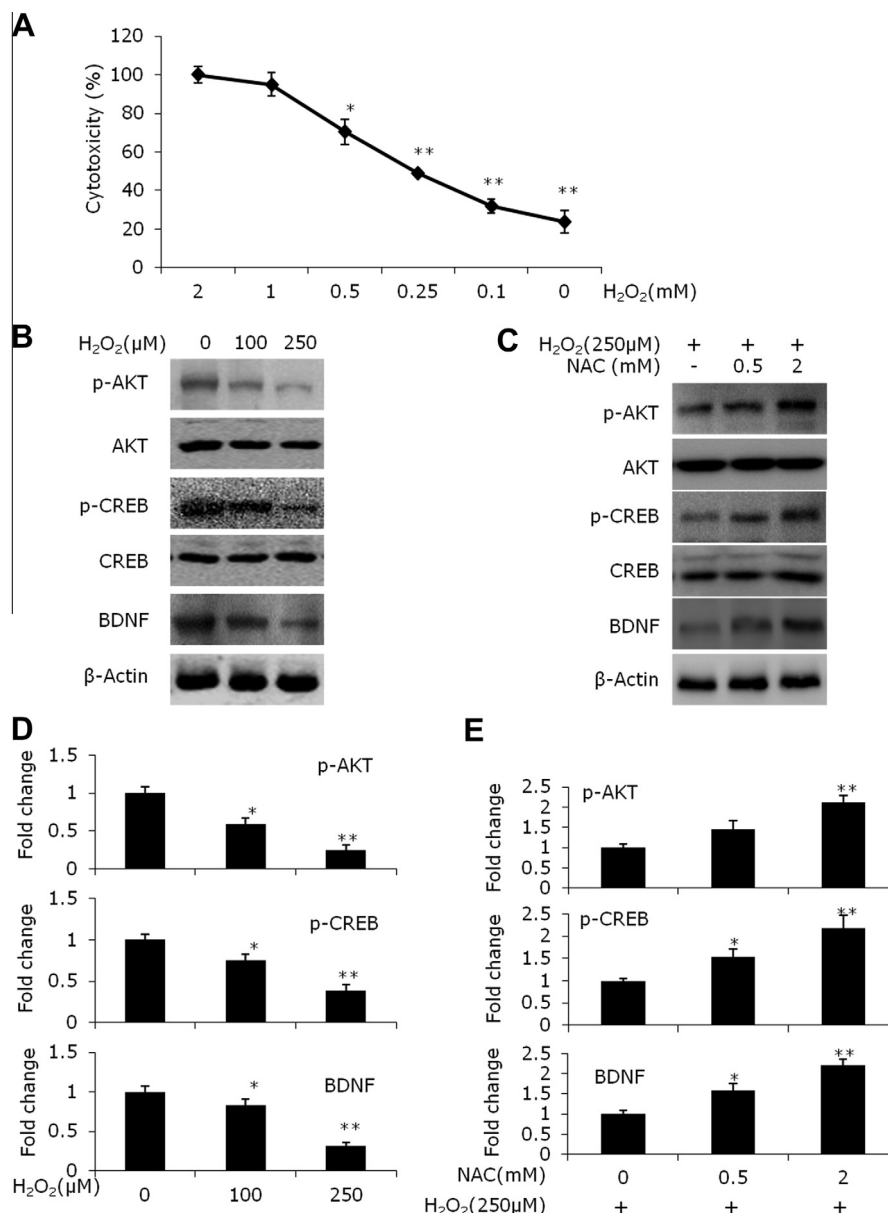 A
120
100
80
60
40
20
0
Cytotoxicity (%)
*
**
**
**
2 1 0.5 0.25 0.1 0 H₂O₂(mM)
B
H₂O₂(μM) 0 100 250
p-AKT
AKT
p-CREB
CREB
BDNF
β-Actin
C
H₂O₂(250μM) + + +
NAC (mM) - 0.5 2
p-AKT
AKT
p-CREB
CREB
BDNF
β-Actin
D
Fold change
1.5
1
0.5
0
p-AKT
*
**
Fold change
1.5
1
0.5
0
p-CREB
*
**
Fold change
1.5
1
0.5
0
BDNF
*
**
H₂O₂(μM) 0 100 250
E
Fold change
2.5
2
1.5
1
0.5
0
p-AKT
**
Fold change
2.5
2
1.5
1
0.5
0
p-CREB
*
**
Fold change
2.5
2
1.5
1
0.5
0
BDNF
*
**
NAC(mM) 0 0.5 2
H₂O₂(250μM) + + +